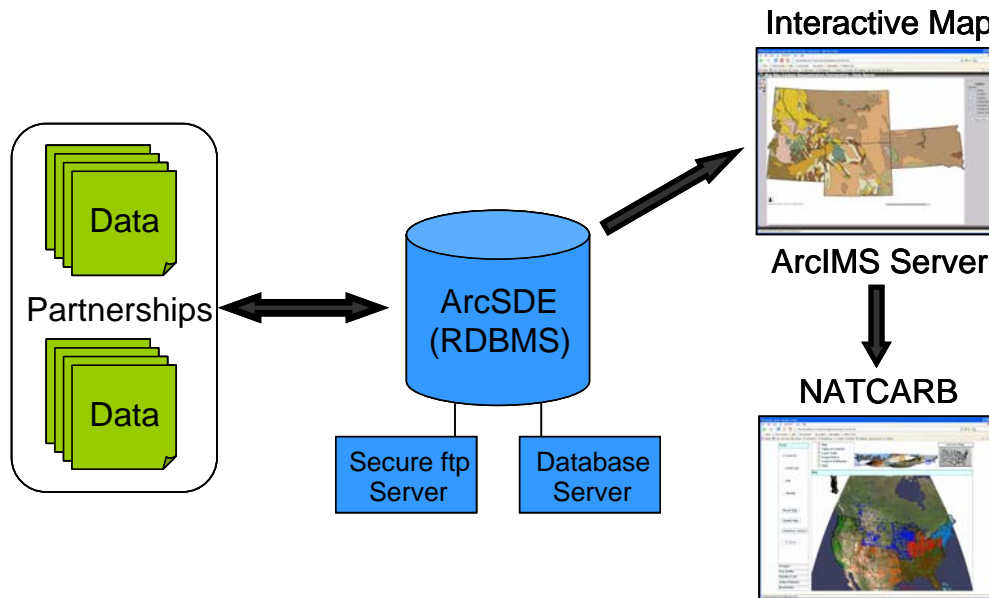 Interactive Map
Data
Partnerships
Data
ArcSDE
(RDBMS)
Secure ftp
Server
Database
Server
ArcIMS Server
NATCARB